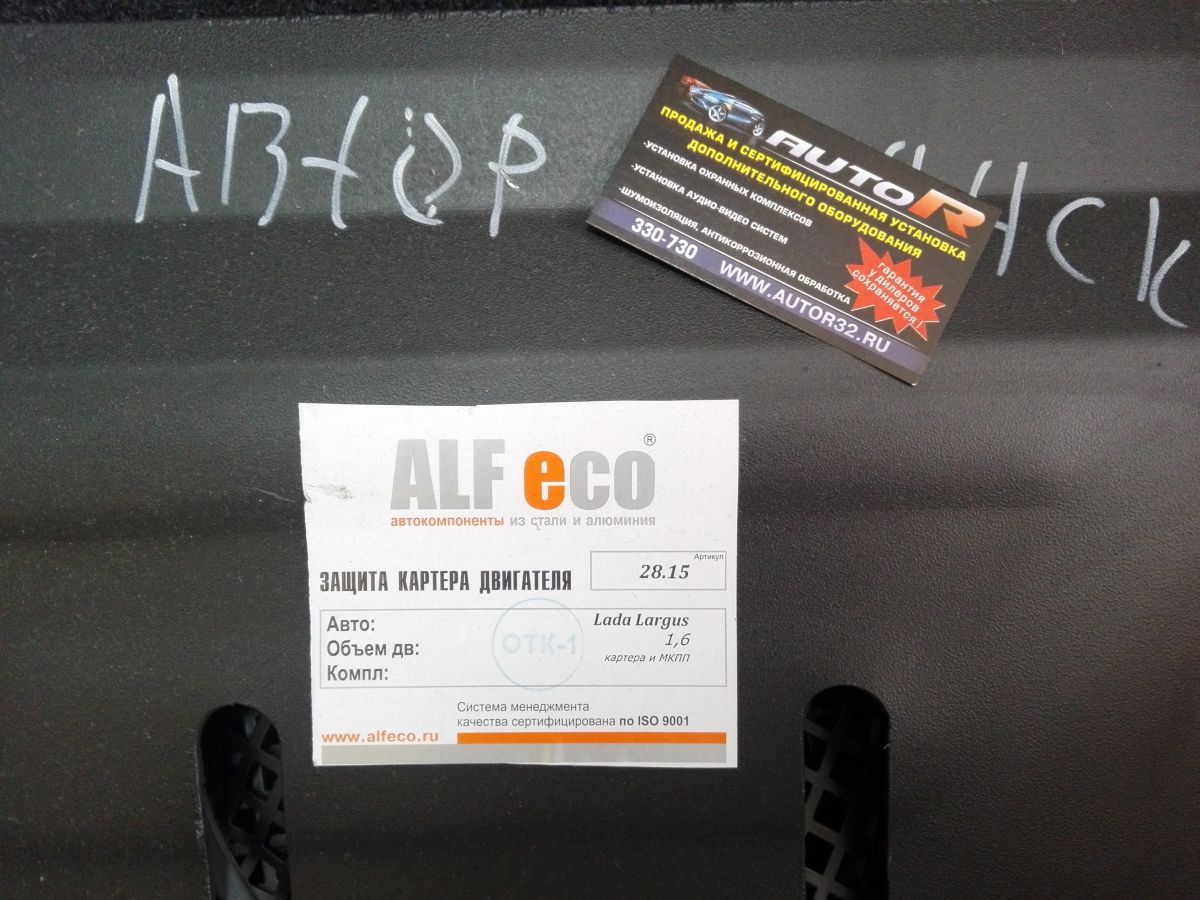 АВТОР
НСК
AUTOR
ПРОДАЖА И СЕРТИФИЦИРОВАННАЯ УСТАНОВКА
ДОПОЛНИТЕЛЬНОГО ОБОРУДОВАНИЯ
-УСТАНОВКА ОХРАННЫХ КОМПЛЕКСОВ
-УСТАНОВКА АУДИО-ВИДЕО СИСТЕМ
-ШУМОИЗОЛЯЦИЯ, АНТИКОРРОЗИОННАЯ ОБРАБОТКА
гарантия
у дилеров
сохраняется!
330-730 WWW.AUTOR32.RU
ALF eco®
автокомпоненты из стали и алюминия
Артикул
ЗАЩИТА КАРТЕРА ДВИГАТЕЛЯ 28.15
Авто: Lada Largus
Объем дв: 1,6
Компл: картера и МКПП
ОТК-1
Система менеджмента
качества сертифицирована по ISO 9001
www.alfeco.ru